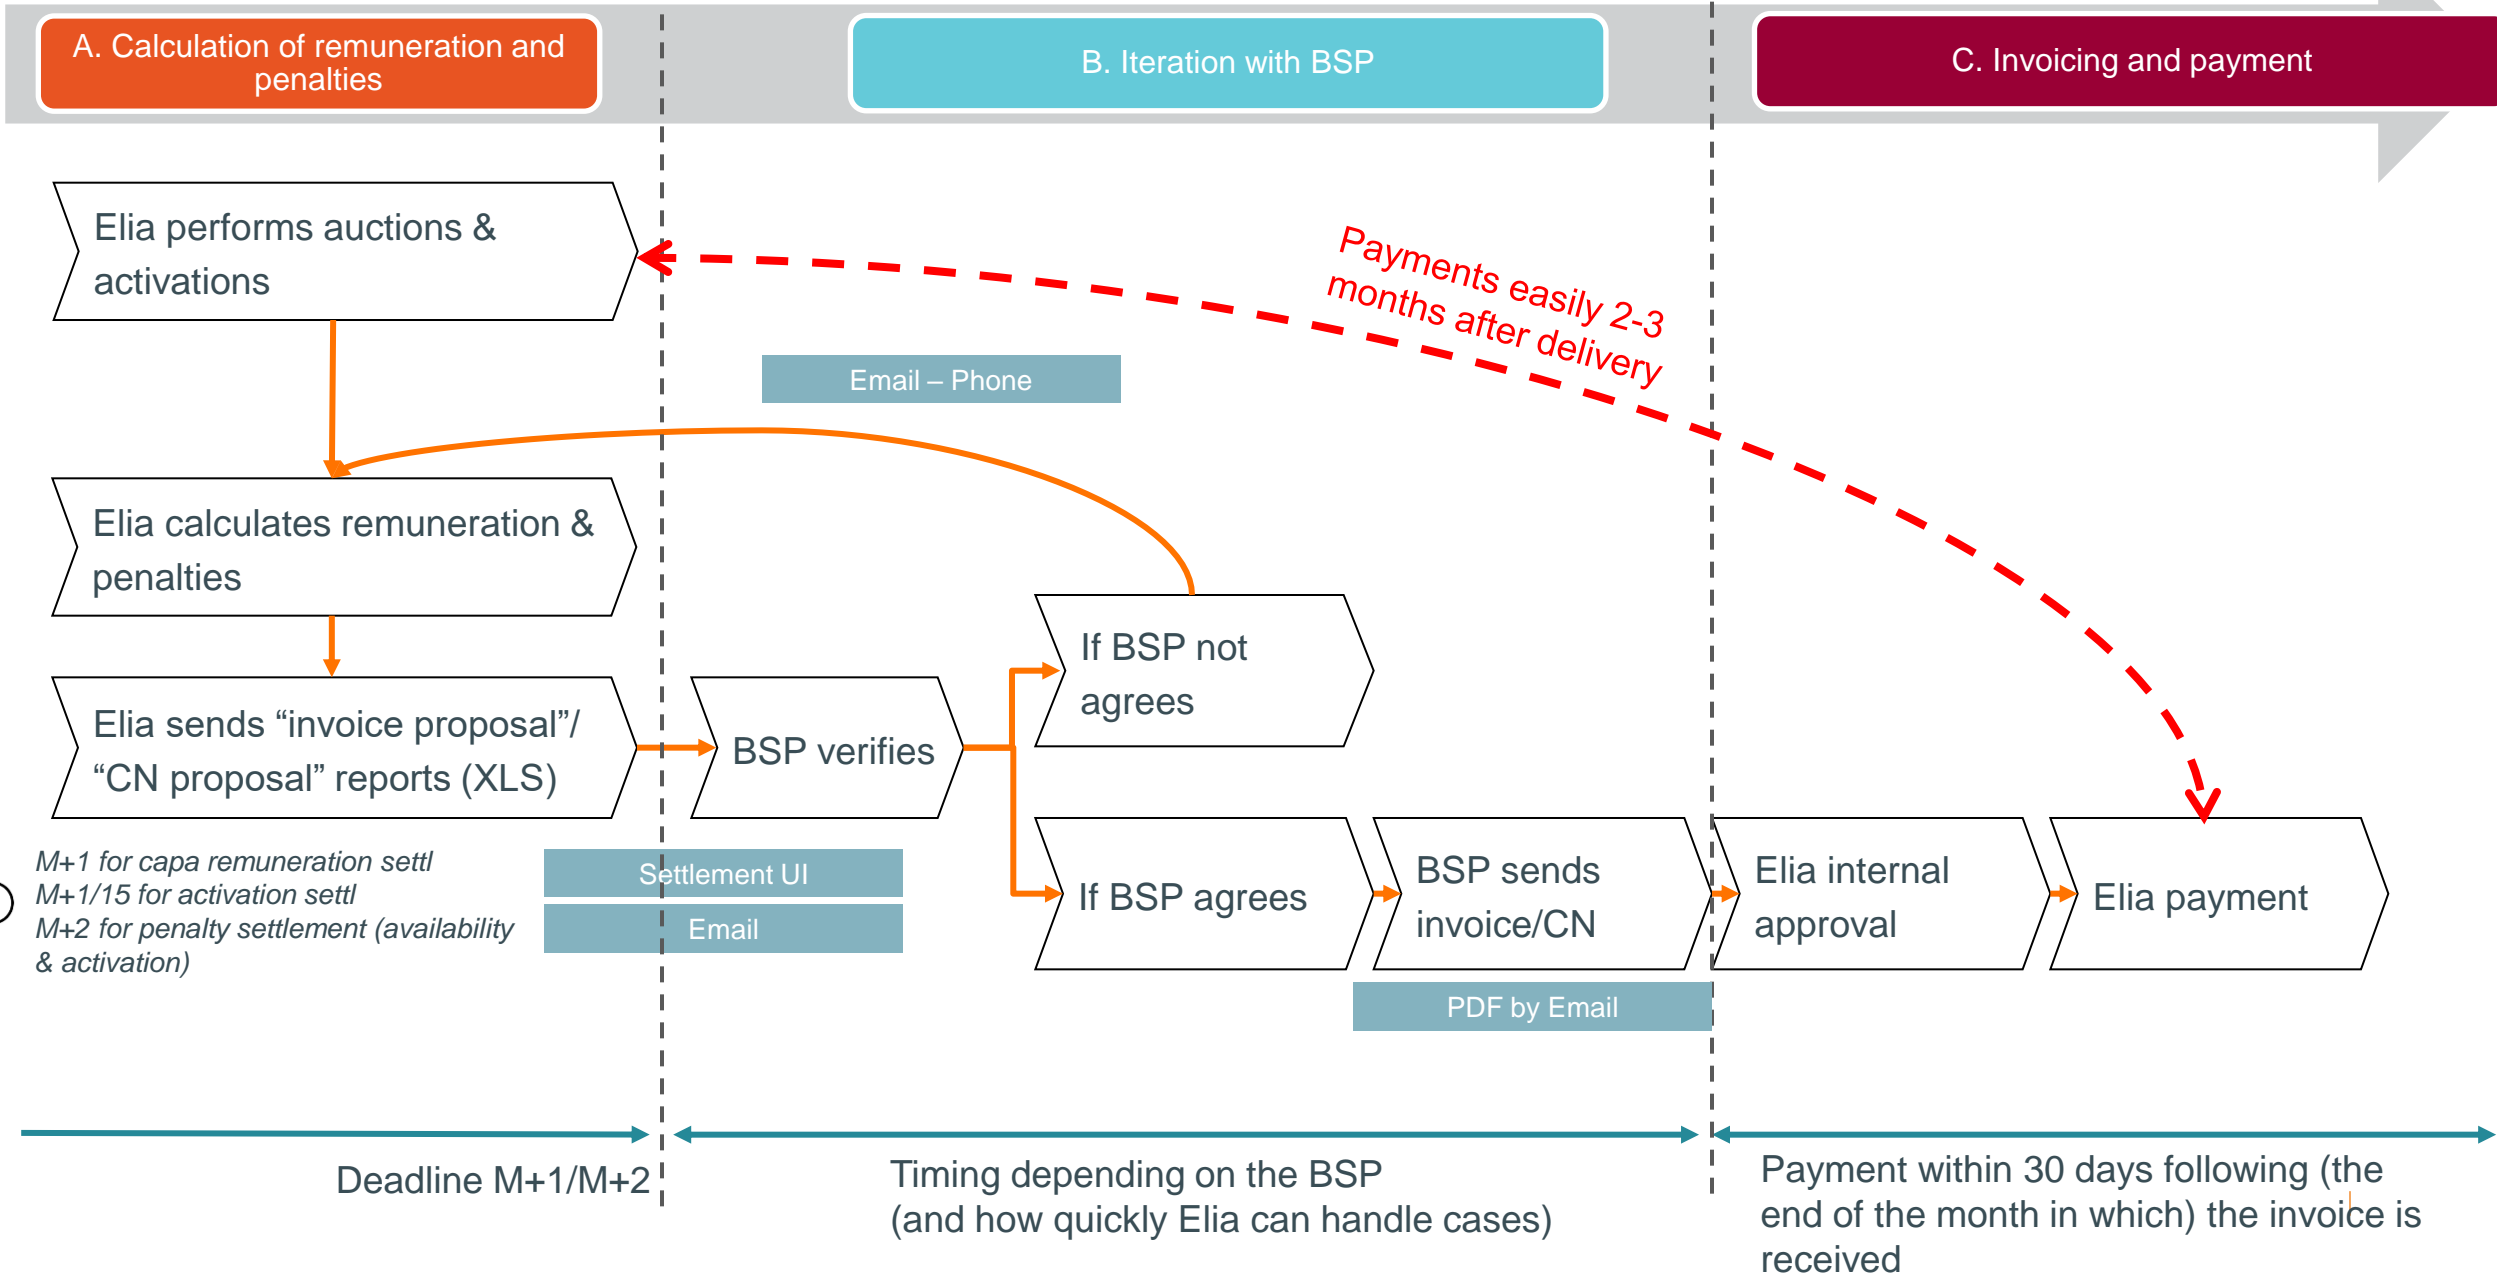 A. Calculation of remuneration and
penalties
B. Iteration with BSP
C. Invoicing and payment
Elia performs auctions &
activations
Payments easily 2-3
months after delivery
Email – Phone
Elia calculates remuneration &
penalties
If BSP not
agrees
Elia sends “invoice proposal”/
“CN proposal” reports (XLS)
BSP verifies
M+1 for capa remuneration settl
M+1/15 for activation settl
M+2 for penalty settlement (availability
& activation)
Settlement UI
Email
If BSP agrees
BSP sends
invoice/CN
Elia internal
approval
Elia payment
PDF by Email
Deadline M+1/M+2
Timing depending on the BSP
(and how quickly Elia can handle cases)
Payment within 30 days following (the
end of the month in which) the invoice is
received